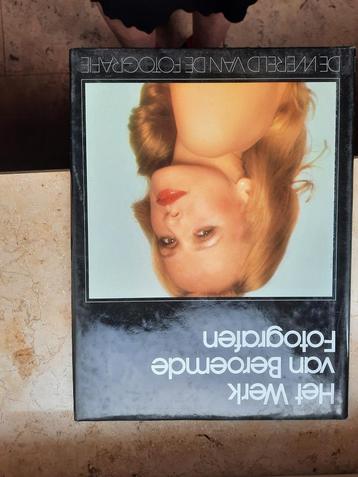 Het Werk
van Beroemde
Fotografen
DE WERELD VAN DE FOTOGRAFIE